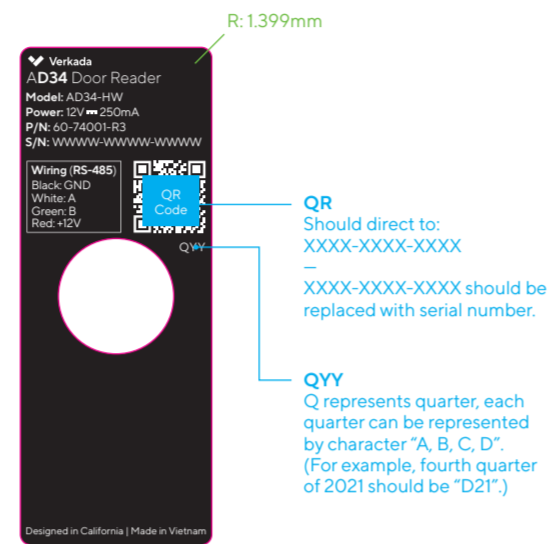 R: 1.399mm
Verkada
AD34 Door Reader
Model: AD34-HW
Power: 12V ⎓ 250mA
P/N: 60-74001-R3
S/N: WWWW-WWWW-WWWW
Wiring (RS-485)
Black: GND
White: A
Green: B
Red: +12V
QR
Code
QYY
QR
Should direct to:
XXXX-XXXX-XXXX
—
XXXX-XXXX-XXXX should be
replaced with serial number.
QYY
Q represents quarter, each
quarter can be represented
by character “A, B, C, D”.
(For example, fourth quarter
of 2021 should be “D21”.)
Designed in California | Made in Vietnam